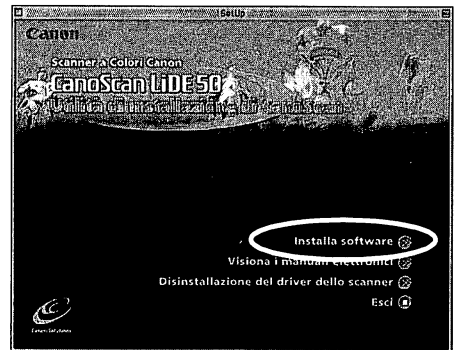 SetUp
Canon
Scanner a Colori Canon
CanoScan LiDE 50
Utilità di installazione di CanoScan
Installa software
Visiona i manuali elettronici
Disinstallazione del driver dello scanner
Esci